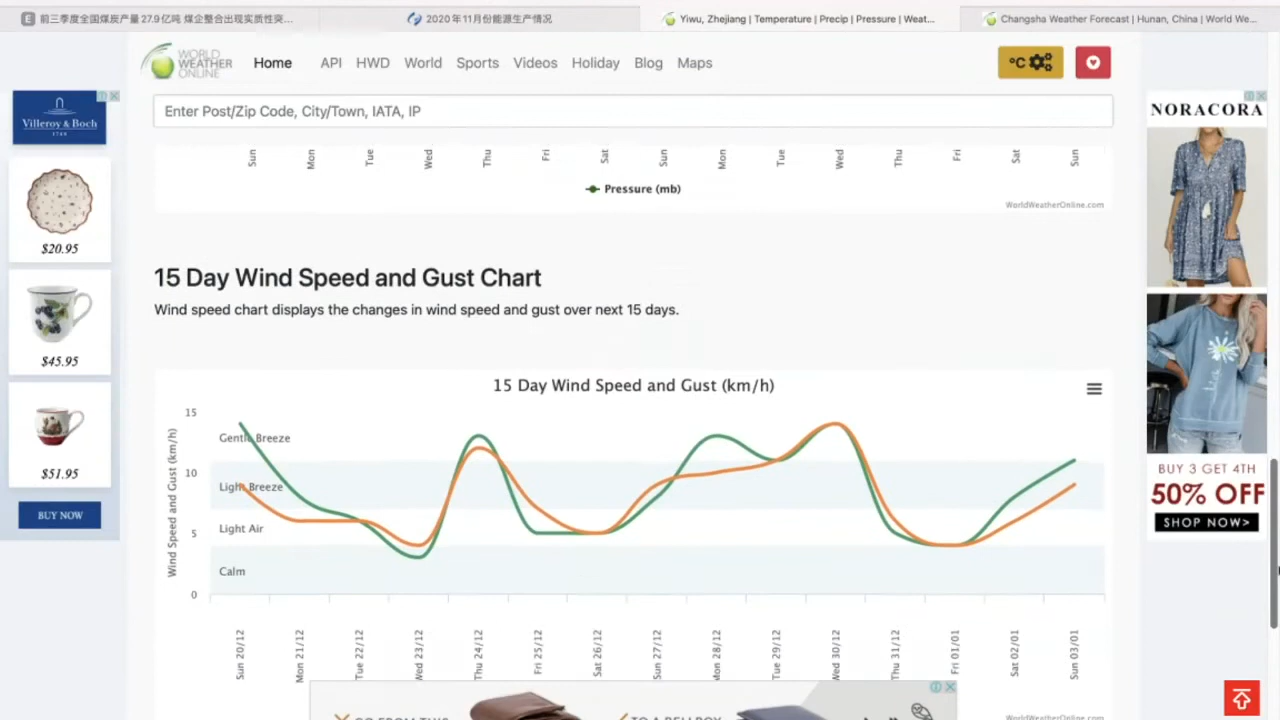 前三季度全国煤炭产量27.9亿吨 煤企整合出现实质性突...
2020年11月份能源生产情况
Yiwu, Zhejiang | Temperature | Precip | Pressure | Weat...
Changsha Weather Forecast | Hunan, China | World We...
WORLD
WEATHER
ONLINE
Home API HWD World Sports Videos Holiday Blog Maps
°C
Enter Post/Zip Code, City/Town, IATA, IP
Villeroy & Boch
1748
$20.95
$45.95
$51.95
BUY NOW
Sun Mon Tue Wed Thu Fri Sat Sun Mon Tue Wed Thu Fri Sat Sun
Pressure (mb)
WorldWeatherOnline.com
15 Day Wind Speed and Gust Chart
Wind speed chart displays the changes in wind speed and gust over next 15 days.
15 Day Wind Speed and Gust (km/h)
Wind Speed and Gust (km/h)
15
10
5
0
Gentle Breeze
Light Breeze
Light Air
Calm
Sun 20/12 Mon 21/12 Tue 22/12 Wed 23/12 Thu 24/12 Fri 25/12 Sat 26/12 Sun 27/12 Mon 28/12 Tue 29/12 Wed 30/12 Thu 31/12 Fri 01/01 Sat 02/01 Sun 03/01
GO FROM THIS
TO A BELROY
WorldWeatherOnline.com
NORACORA
BUY 3 GET 4TH
50% OFF
SHOP NOW>